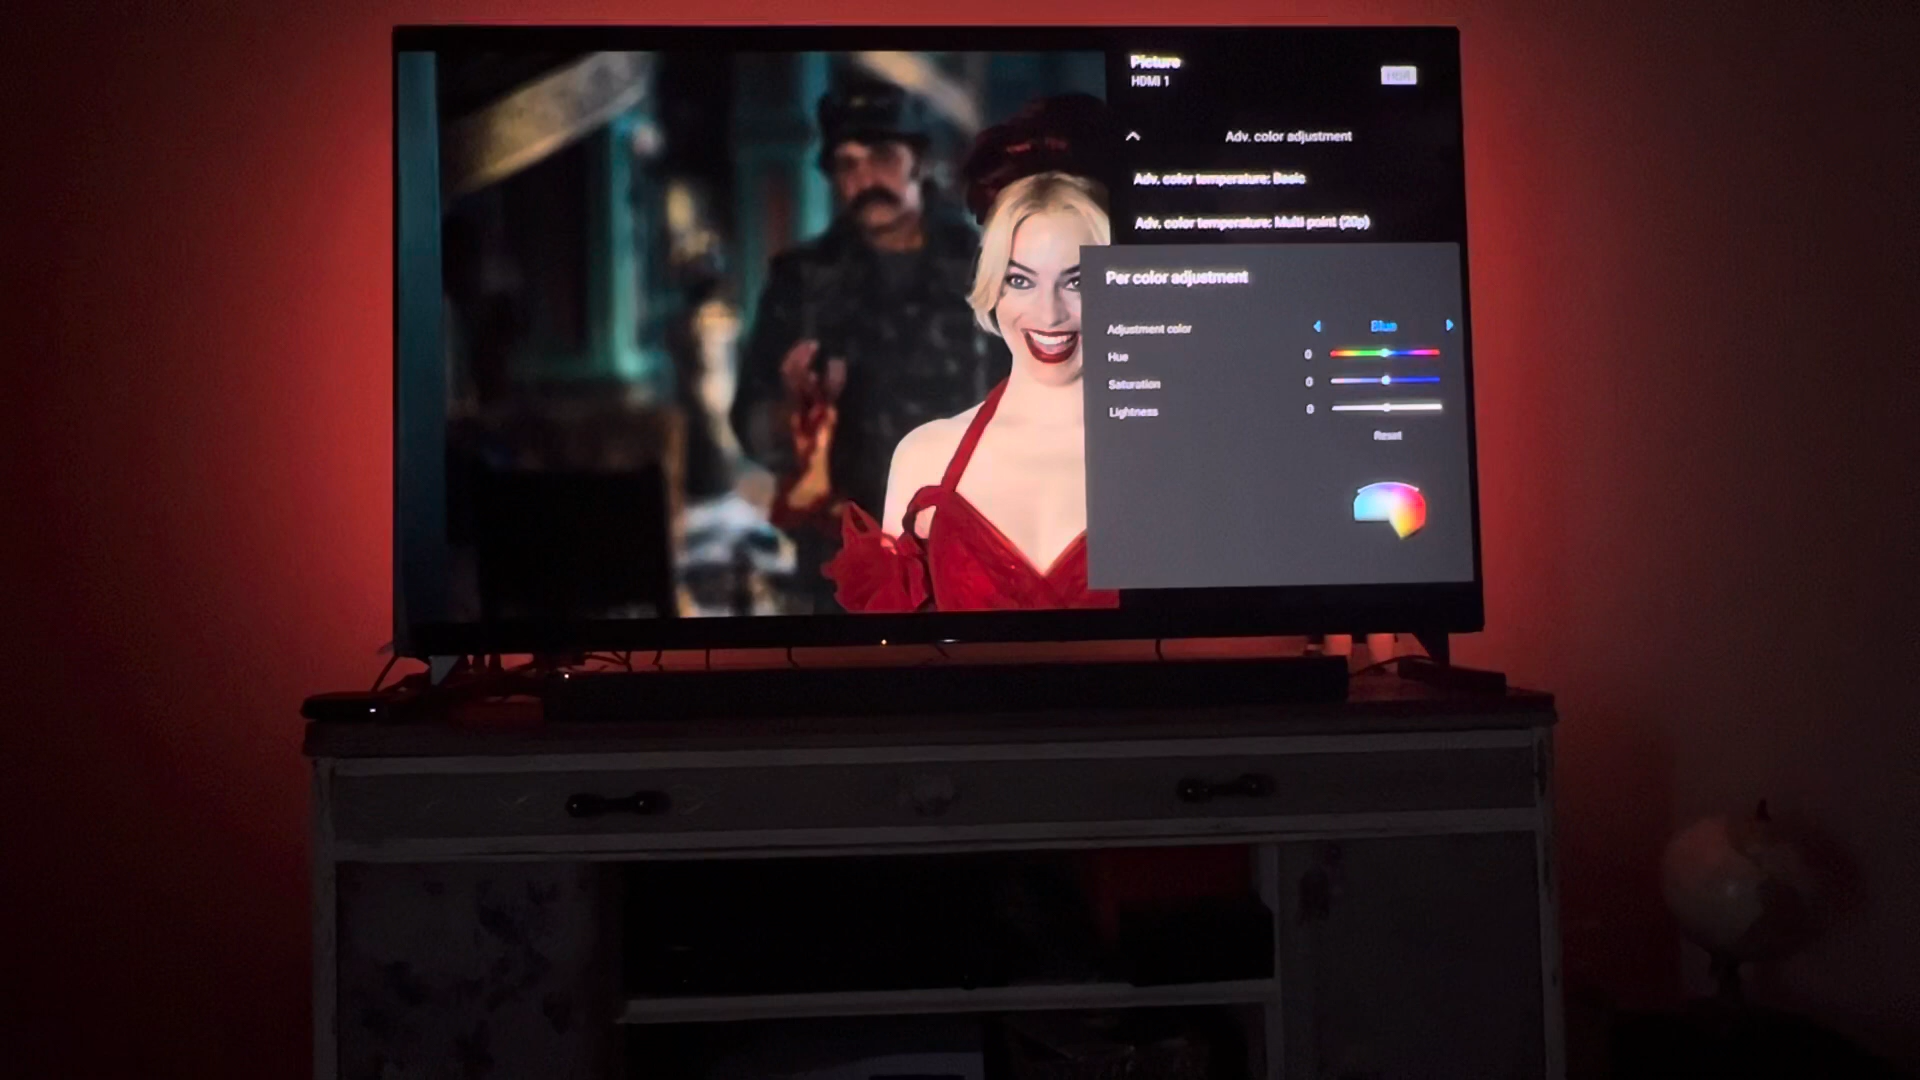 Picture
HDMI 1
HDR
Adv. color adjustment
Adv. color temperature: Basic
Adv. color temperature: Multi point (20p)
Per color adjustment
Adjustment color Blue
Hue 0
Saturation 0
Lightness 0
Reset